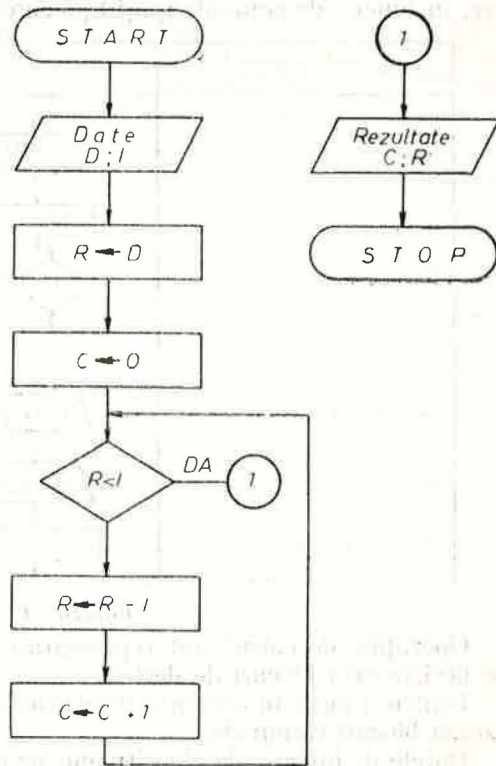 START
Date
D; I
R ← D
C ← 0
R<I
DA
1
R ← R - I
C ← C + 1
1
Rezultate
C; R
STOP